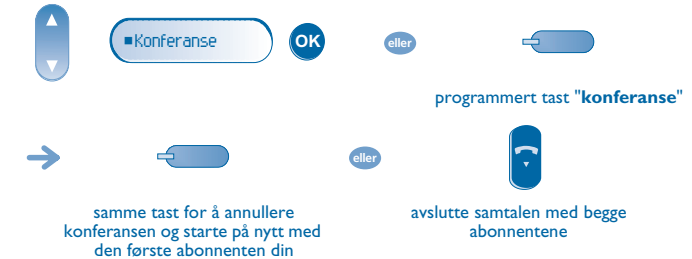 ▪Konferanse
OK
eller
programmert tast "konferanse"
eller
samme tast for å annullere
konferansen og starte på nytt med
den første abonnenten din
avslutte samtalen med begge
abonnentene